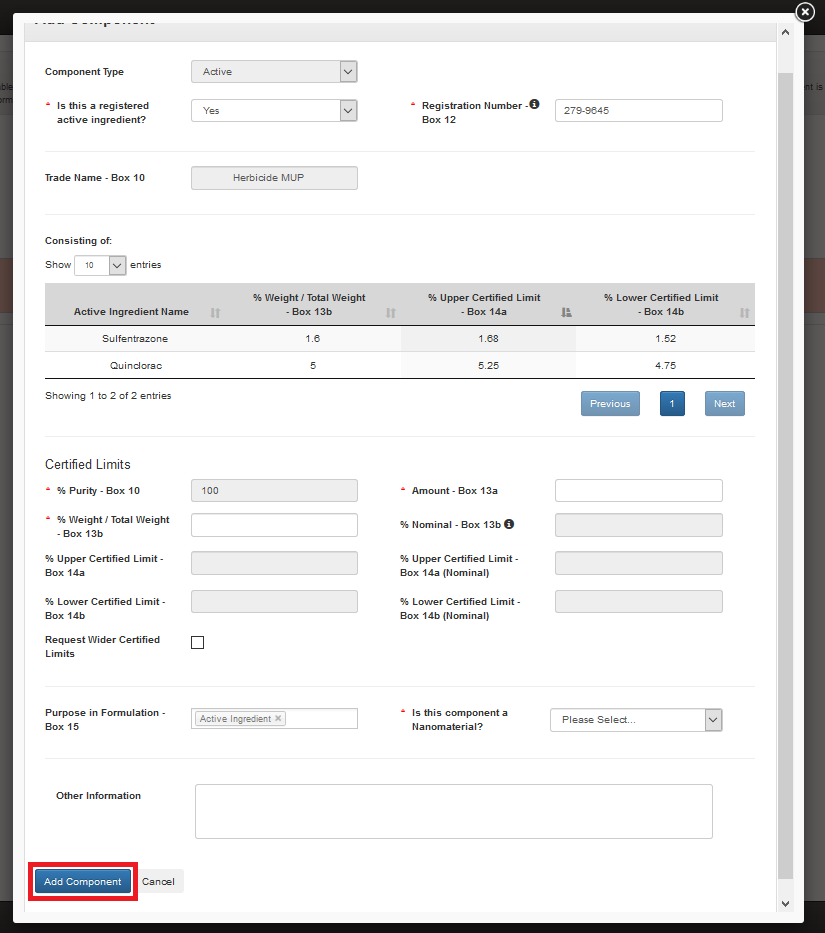 Add Component
Component Type
Active
* Is this a registered
active ingredient?
Yes
* Registration Number -
Box 12
279-9645
Trade Name - Box 10
Herbicide MUP
Consisting of:
Show 10 entries
Active Ingredient Name
% Weight / Total Weight
- Box 13b
% Upper Certified Limit
- Box 14a
% Lower Certified Limit
- Box 14b
Sulfentrazone 1.6 1.68 1.52
Quinclorac 5 5.25 4.75
Showing 1 to 2 of 2 entries
Previous 1 Next
Certified Limits
* % Purity - Box 10
100
* Amount - Box 13a
* % Weight / Total Weight
- Box 13b
% Nominal - Box 13b
% Upper Certified Limit -
Box 14a
% Upper Certified Limit -
Box 14a (Nominal)
% Lower Certified Limit -
Box 14b
% Lower Certified Limit -
Box 14b (Nominal)
Request Wider Certified
Limits
Purpose in Formulation -
Box 15
Active Ingredient ×
* Is this component a
Nanomaterial?
Please Select...
Other Information
Add Component Cancel